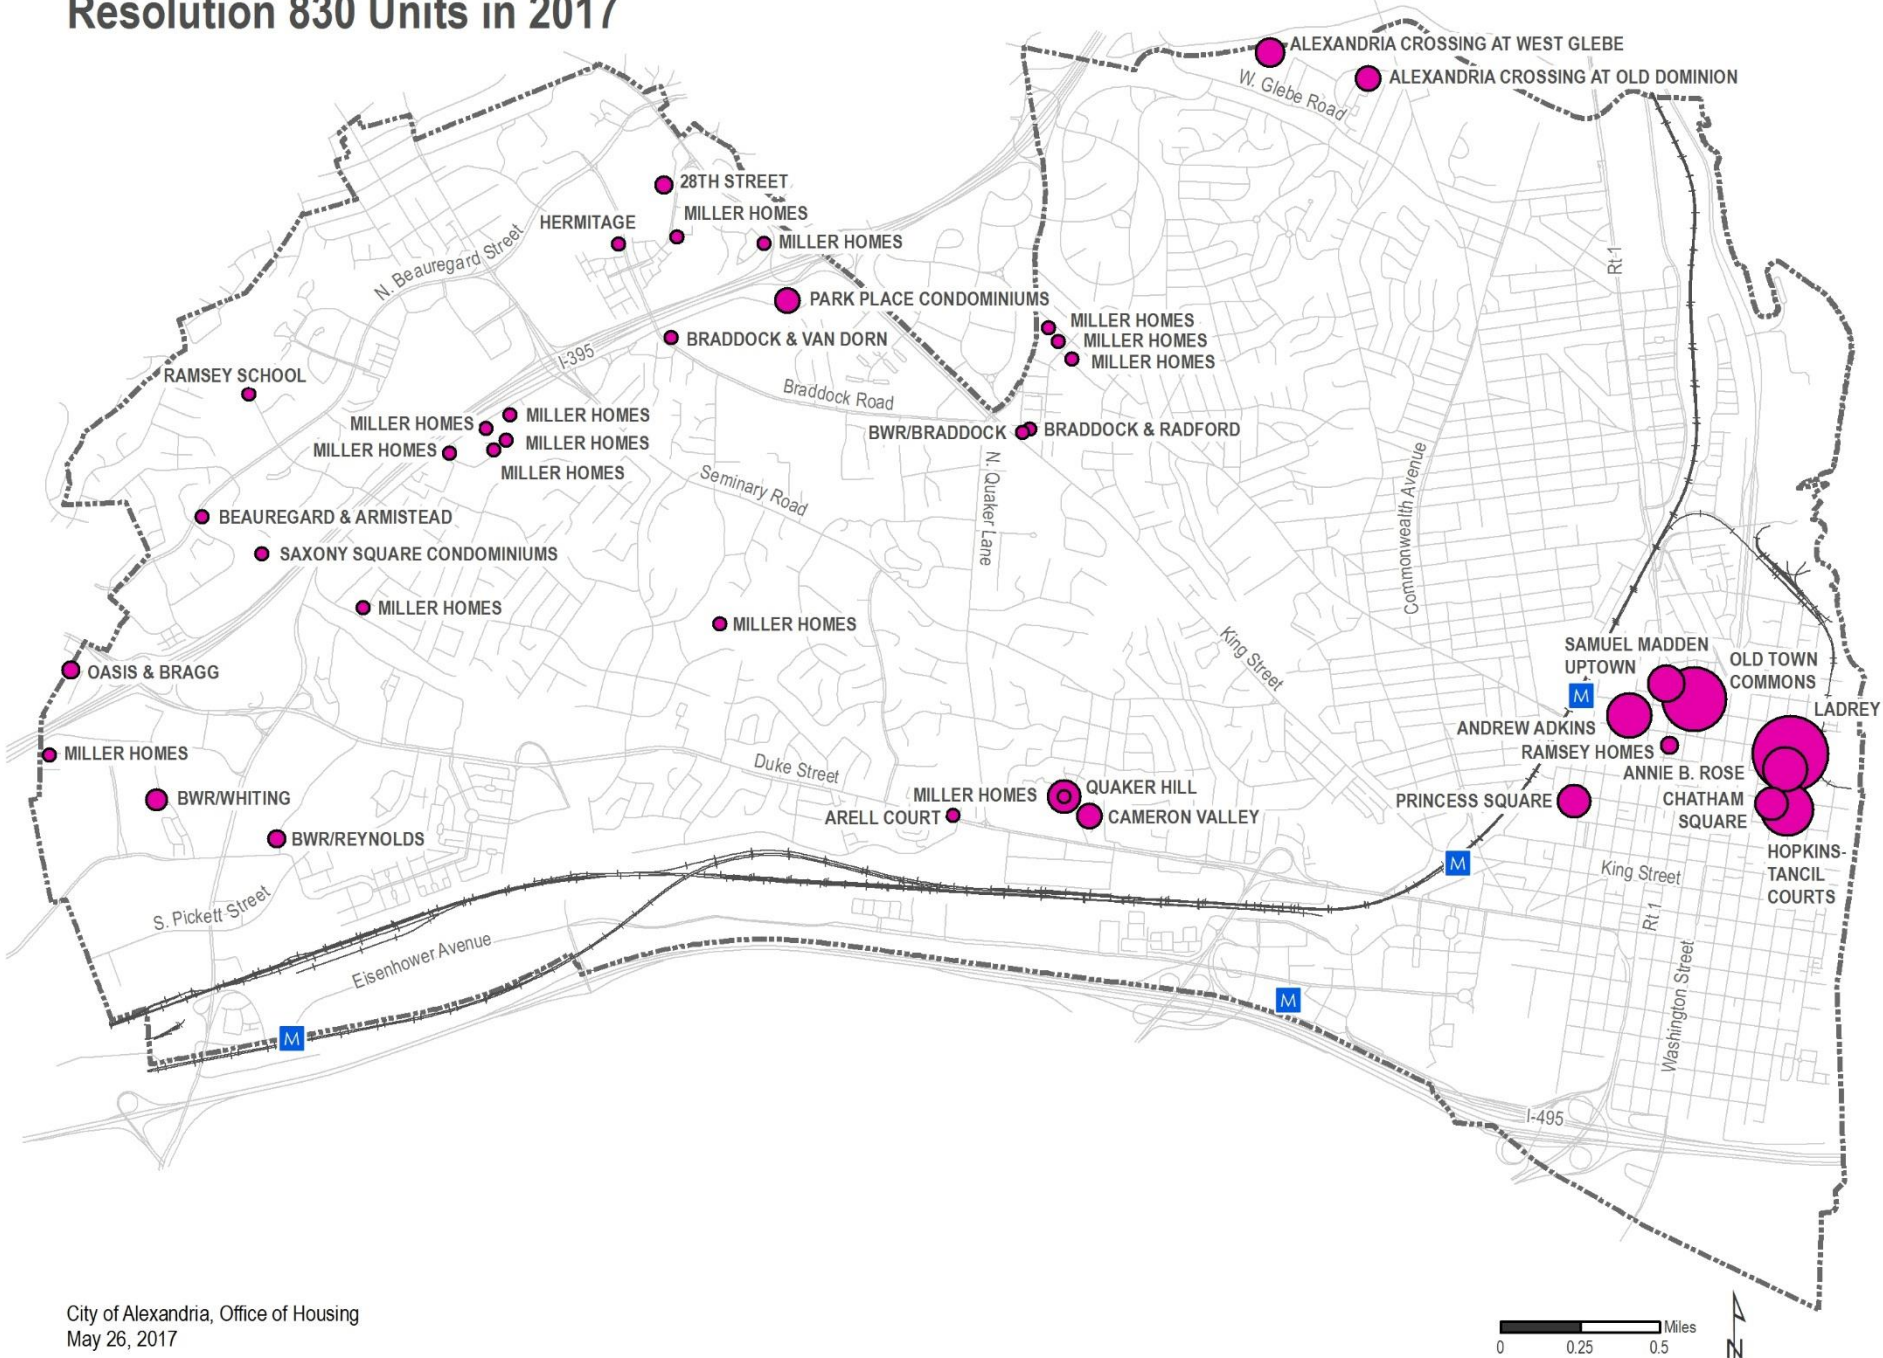 Resolution 830 Units in 2017
ALEXANDRIA CROSSING AT WEST GLEBE
ALEXANDRIA CROSSING AT OLD DOMINION
W. Glebe Road
28TH STREET
MILLER HOMES
HERMITAGE
MILLER HOMES
N. Beauregard Street
Rt 1
PARK PLACE CONDOMINIUMS
MILLER HOMES
BRADDOCK & VAN DORN
MILLER HOMES
I-395
MILLER HOMES
RAMSEY SCHOOL
Braddock Road
MILLER HOMES
MILLER HOMES
BWR/BRADDOCK
BRADDOCK & RADFORD
MILLER HOMES
MILLER HOMES
MILLER HOMES
Seminary Road
N. Quaker Lane
Commonwealth Avenue
BEAUREGARD & ARMISTEAD
SAXONY SQUARE CONDOMINIUMS
MILLER HOMES
MILLER HOMES
King Street
SAMUEL MADDEN
UPTOWN
OLD TOWN
COMMONS
OASIS & BRAGG
M
LADREY
ANDREW ADKINS
MILLER HOMES
RAMSEY HOMES
Duke Street
ANNIE B. ROSE
QUAKER HILL
MILLER HOMES
BWR/WHITING
PRINCESS SQUARE
CHATHAM
SQUARE
ARELL COURT
CAMERON VALLEY
BWR/REYNOLDS
HOPKINS-
TANCIL
COURTS
M
King Street
S. Pickett Street
Rt 1
Eisenhower Avenue
Washington Street
M
M
I-495
City of Alexandria, Office of Housing
May 26, 2017
Miles
0 0.25 0.5
N